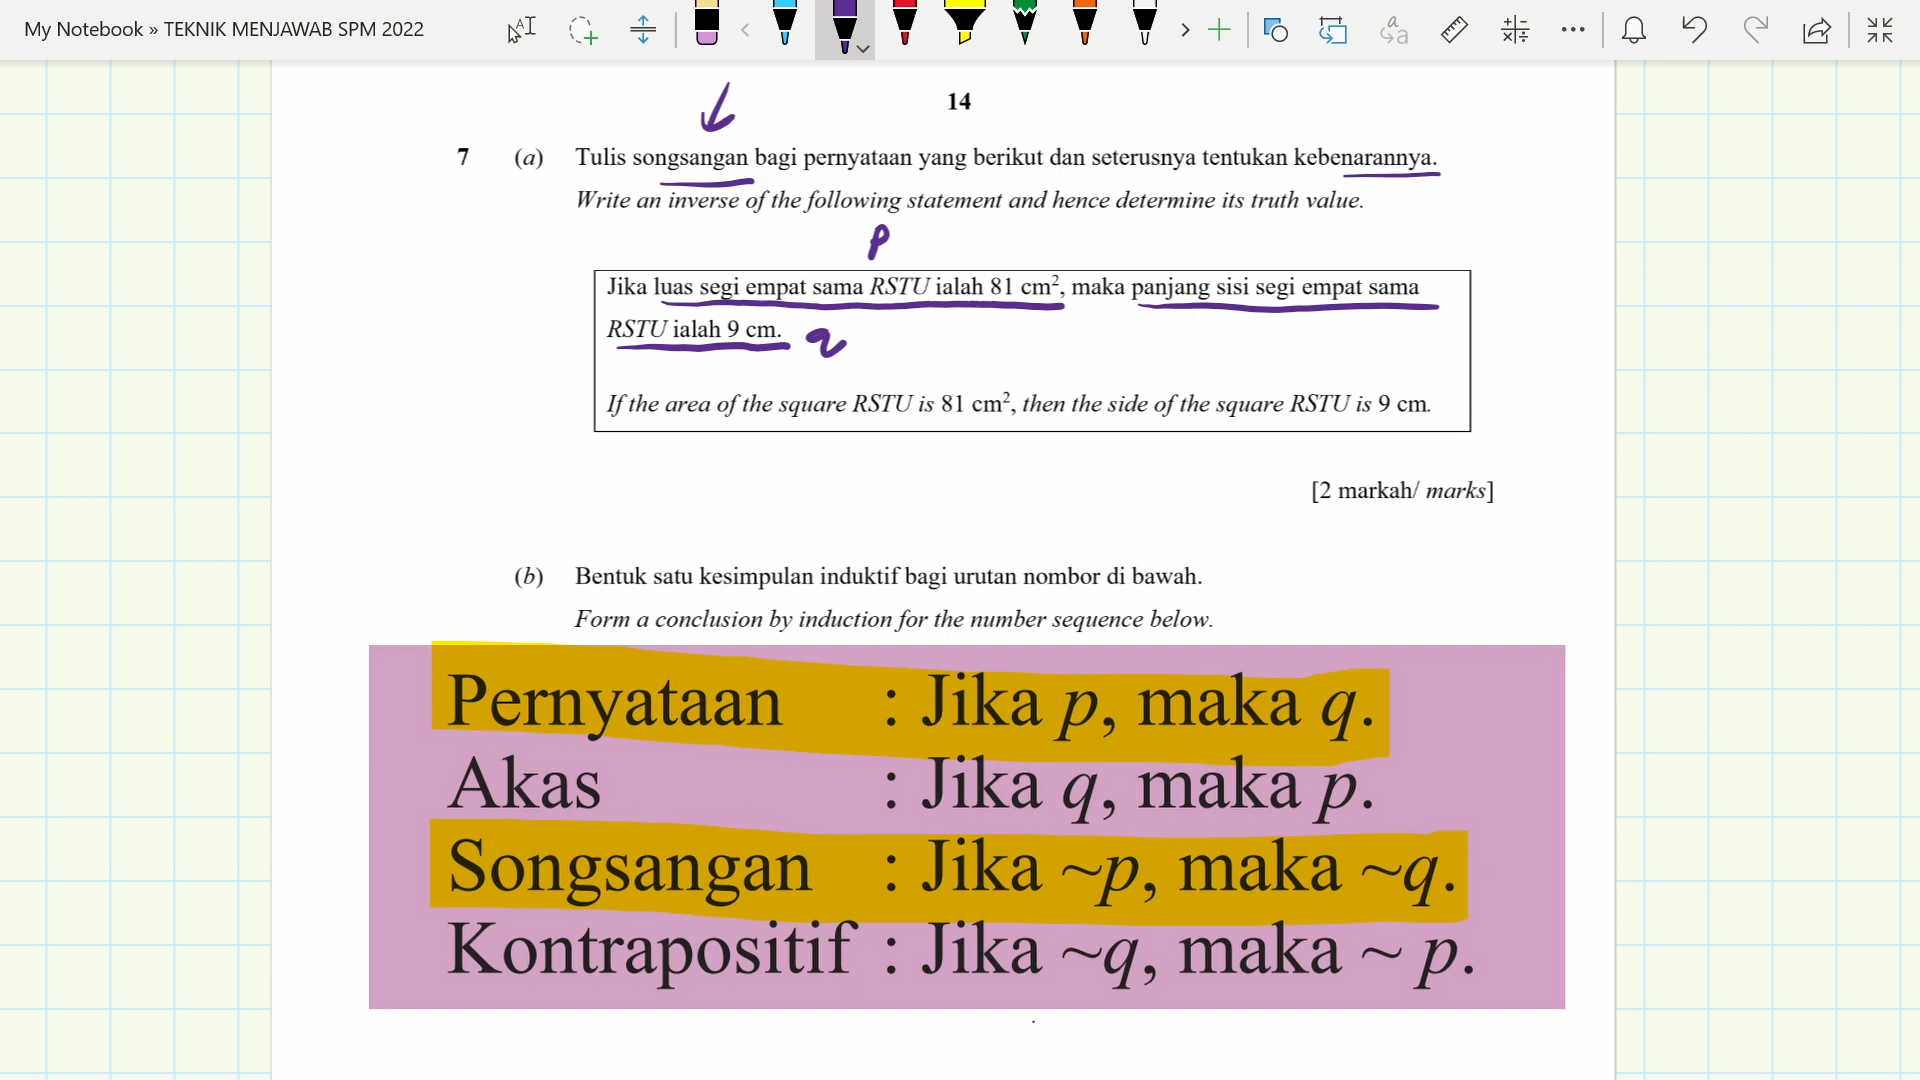 My Notebook » TEKNIK MENJAWAB SPM 2022
14
7 (a) Tulis songsangan bagi pernyataan yang berikut dan seterusnya tentukan kebenarannya.
Write an inverse of the following statement and hence determine its truth value.
p
Jika luas segi empat sama RSTU ialah 81 cm², maka panjang sisi segi empat sama
RSTU ialah 9 cm. q
If the area of the square RSTU is 81 cm², then the side of the square RSTU is 9 cm.
[2 markah/ marks]
(b) Bentuk satu kesimpulan induktif bagi urutan nombor di bawah.
Form a conclusion by induction for the number sequence below.
Pernyataan : Jika p, maka q.
Akas : Jika q, maka p.
Songsangan : Jika ~p, maka ~q.
Kontrapositif : Jika ~q, maka ~ p.